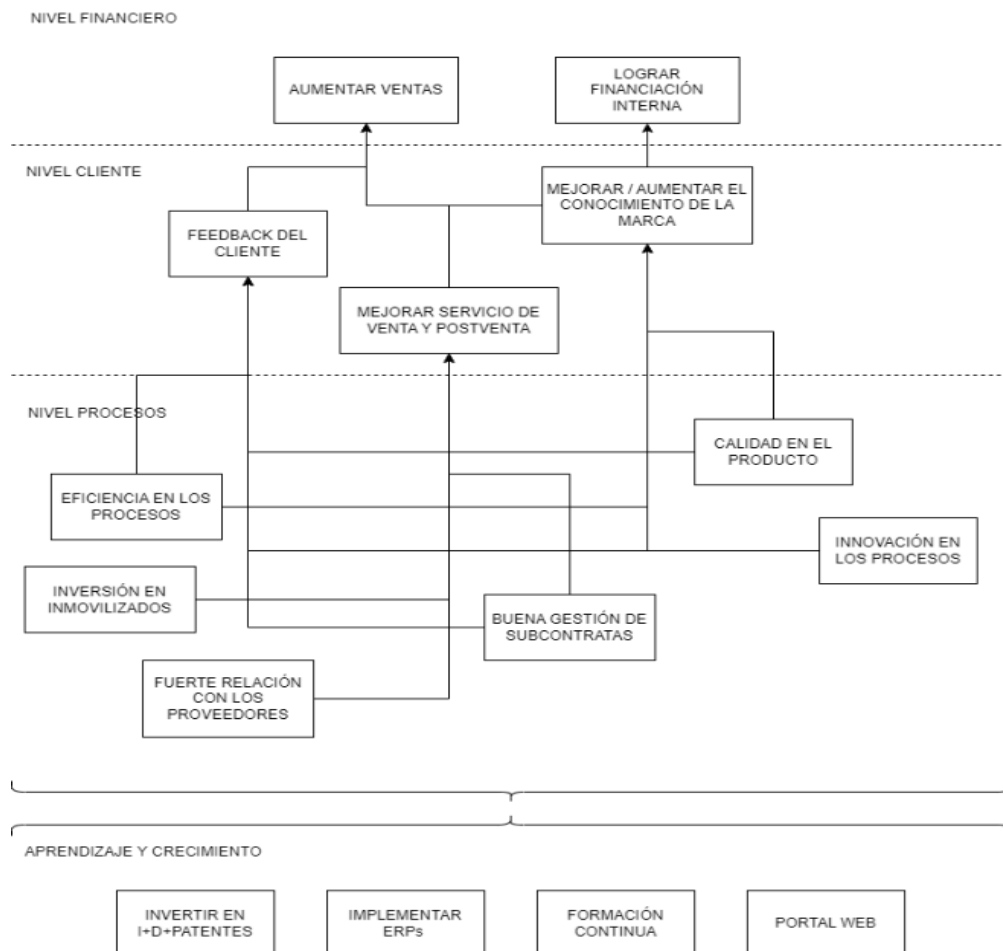 NIVEL FINANCIERO
AUMENTAR VENTAS
LOGRAR
FINANCIACIÓN
INTERNA
NIVEL CLIENTE
MEJORAR / AUMENTAR EL
CONOCIMIENTO DE LA
MARCA
FEEDBACK DEL
CLIENTE
MEJORAR SERVICIO DE
VENTA Y POSTVENTA
NIVEL PROCESOS
CALIDAD EN EL
PRODUCTO
EFICIENCIA EN LOS
PROCESOS
INNOVACIÓN EN
LOS PROCESOS
INVERSIÓN EN
INMOVILIZADOS
BUENA GESTIÓN DE
SUBCONTRATAS
FUERTE RELACIÓN
CON LOS
PROVEEDORES
APRENDIZAJE Y CRECIMIENTO
INVERTIR EN
I+D+PATENTES
IMPLEMENTAR
ERPs
FORMACIÓN
CONTINUA
PORTAL WEB